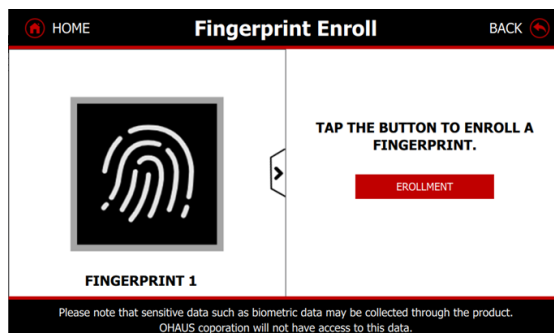 HOME
Fingerprint Enroll
BACK
TAP THE BUTTON TO ENROLL A
FINGERPRINT.
EROLLMENT
FINGERPRINT 1
Please note that sensitive data such as biometric data may be collected through the product.
OHAUS coporation will not have access to this data.